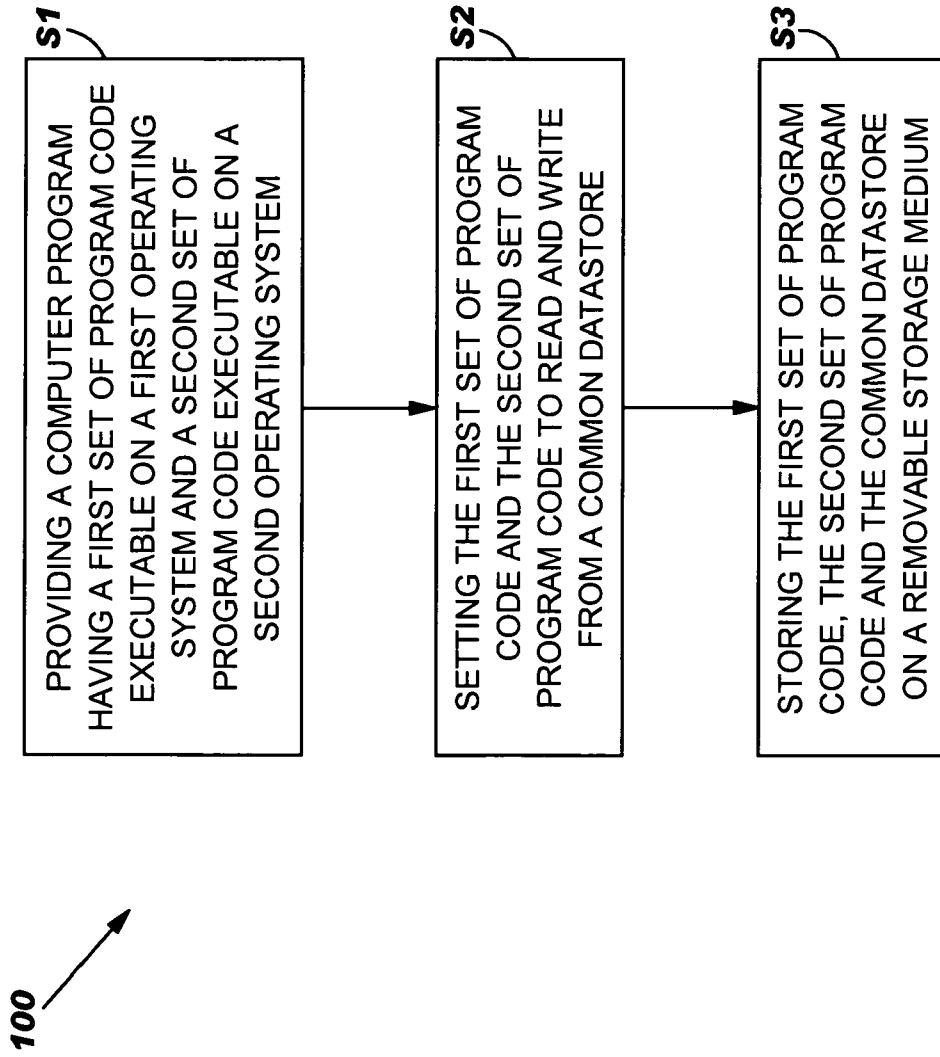 100
S1
PROVIDING A COMPUTER PROGRAM
HAVING A FIRST SET OF PROGRAM CODE
EXECUTABLE ON A FIRST OPERATING
SYSTEM AND A SECOND SET OF
PROGRAM CODE EXECUTABLE ON A
SECOND OPERATING SYSTEM
S2
SETTING THE FIRST SET OF PROGRAM
CODE AND THE SECOND SET OF
PROGRAM CODE TO READ AND WRITE
FROM A COMMON DATASTORE
S3
STORING THE FIRST SET OF PROGRAM
CODE, THE SECOND SET OF PROGRAM
CODE AND THE COMMON DATASTORE
ON A REMOVABLE STORAGE MEDIUM